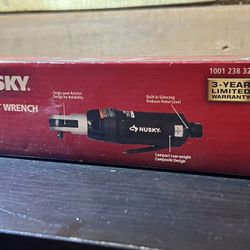 SKY.
1001 238 32
3-YEAR
LIMITED
WARRANTY
T WRENCH
Single-pawl Ratchet
Design for Reliability
Built-in Silencing
Reduces Noise Level
HUSKY.
Compact Low-weight
Composite Design